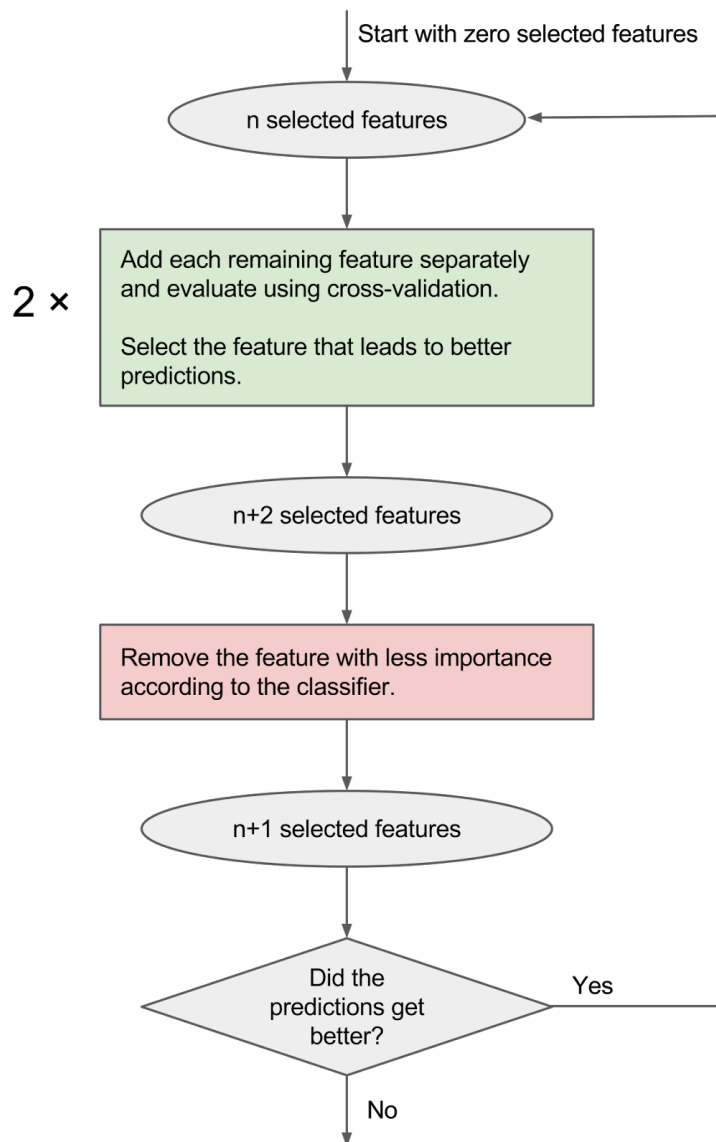 Start with zero selected features
n selected features
2 ×
Add each remaining feature separately
and evaluate using cross-validation.
Select the feature that leads to better
predictions.
n+2 selected features
Remove the feature with less importance
according to the classifier.
n+1 selected features
Did the
predictions get
better?
Yes
No